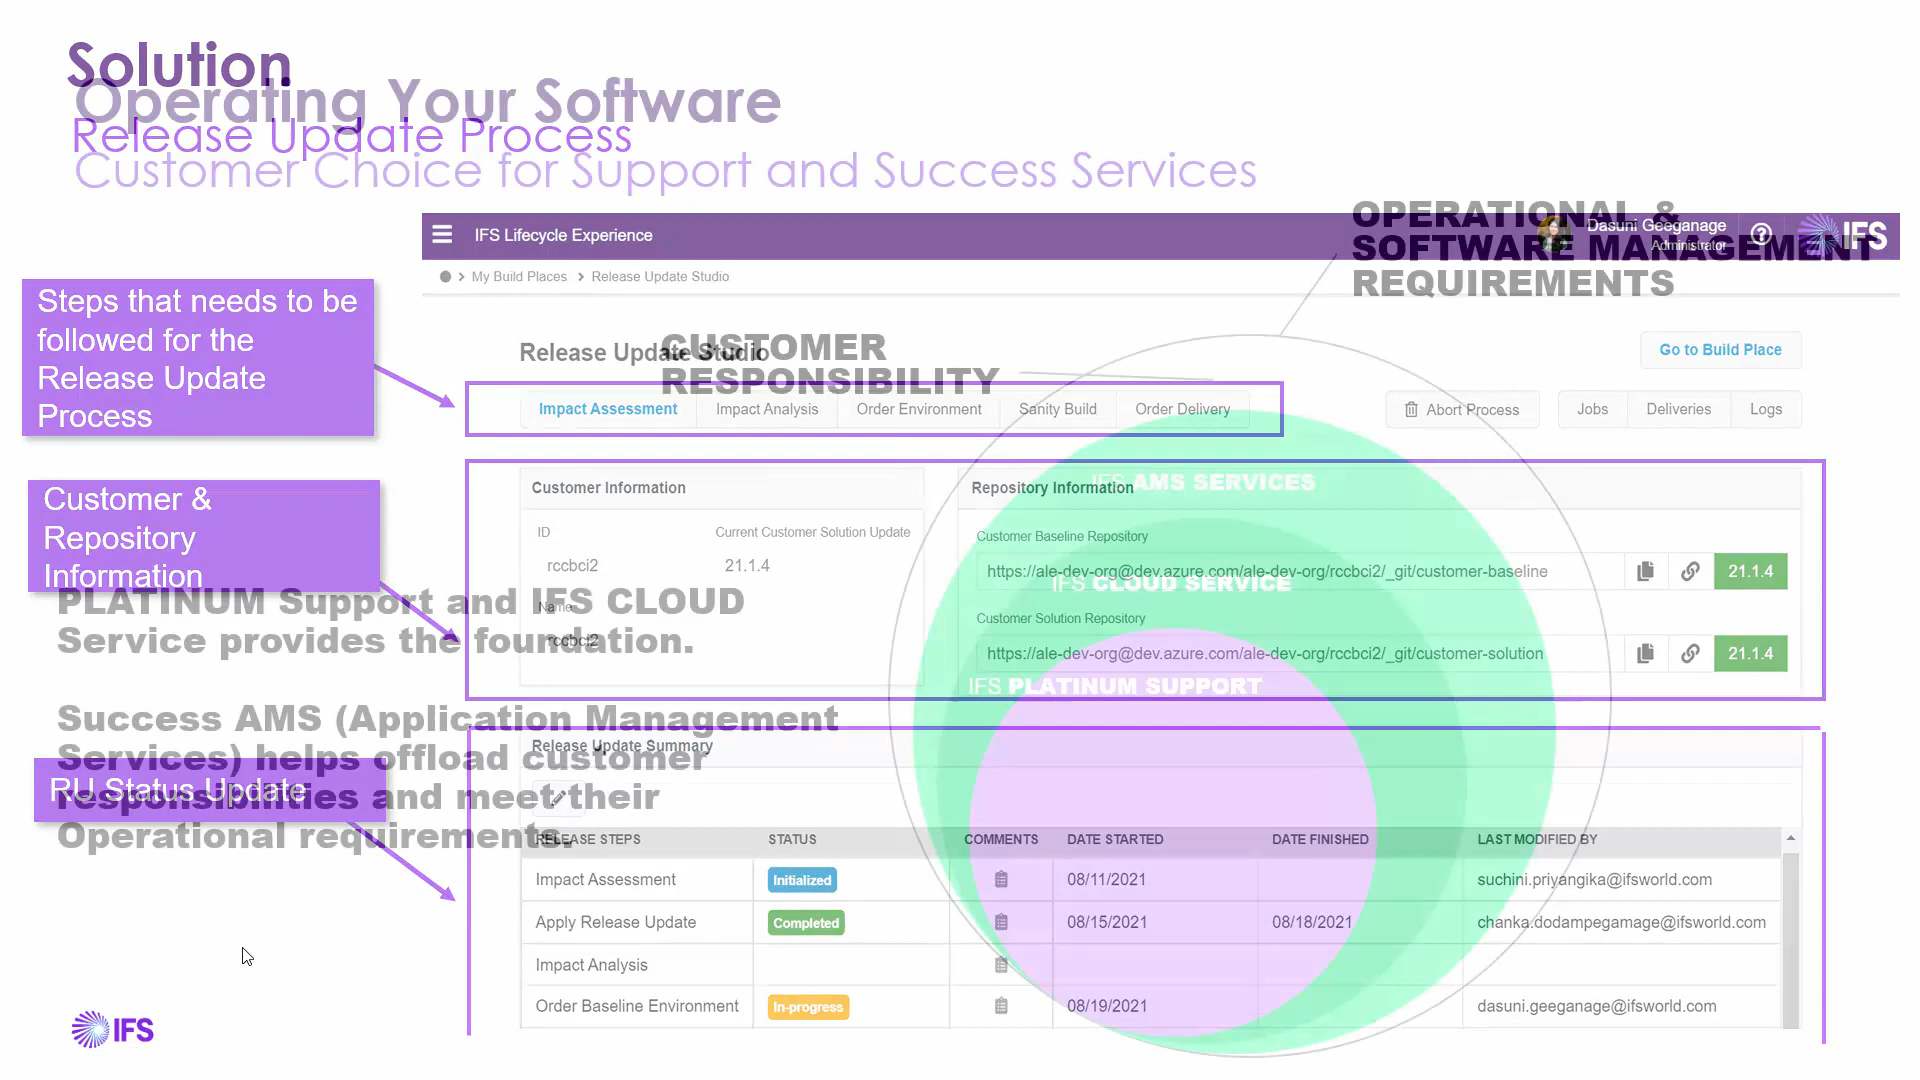 Solution
Operating Your Software
Release Update Process
Customer Choice for Support and Success Services
OPERATIONAL &
SOFTWARE MANAGEMENT
REQUIREMENTS
IFS Lifecycle Experience
Dasuni Geeganage
Administrator
IFS
My Build Places
Release Update Studio
Steps that needs to be
followed for the
Release Update
Process
Release Update Studio
CUSTOMER
RESPONSIBILITY
Go to Build Place
Impact Assessment
Impact Analysis
Order Environment
Sanity Build
Order Delivery
Abort Process
Jobs
Deliveries
Logs
Customer &
Repository
Information
Customer Information
ID
Current Customer Solution Update
rccbci2
21.1.4
Name
rccbci2
Repository Information
IFS AMS SERVICES
Customer Baseline Repository
https://ale-dev-org@dev.azure.com/ale-dev-org/rccbci2/_git/customer-baseline
21.1.4
IFS CLOUD SERVICE
Customer Solution Repository
https://ale-dev-org@dev.azure.com/ale-dev-org/rccbci2/_git/customer-solution
21.1.4
IFS PLATINUM SUPPORT
PLATINUM Support and IFS CLOUD
Service provides the foundation.
Success AMS (Application Management
Services) helps offload customer
responsibilities and meet their
Operational requirements.
RU Status Update
Release Update Summary
RELEASE STEPS STATUS COMMENTS DATE STARTED DATE FINISHED LAST MODIFIED BY
Impact Assessment Initialized 08/11/2021 suchini.priyangika@ifsworld.com
Apply Release Update Completed 08/15/2021 08/18/2021 chanka.dodampegamage@ifsworld.com
Impact Analysis
Order Baseline Environment In-progress 08/19/2021 dasuni.geeganage@ifsworld.com
IFS